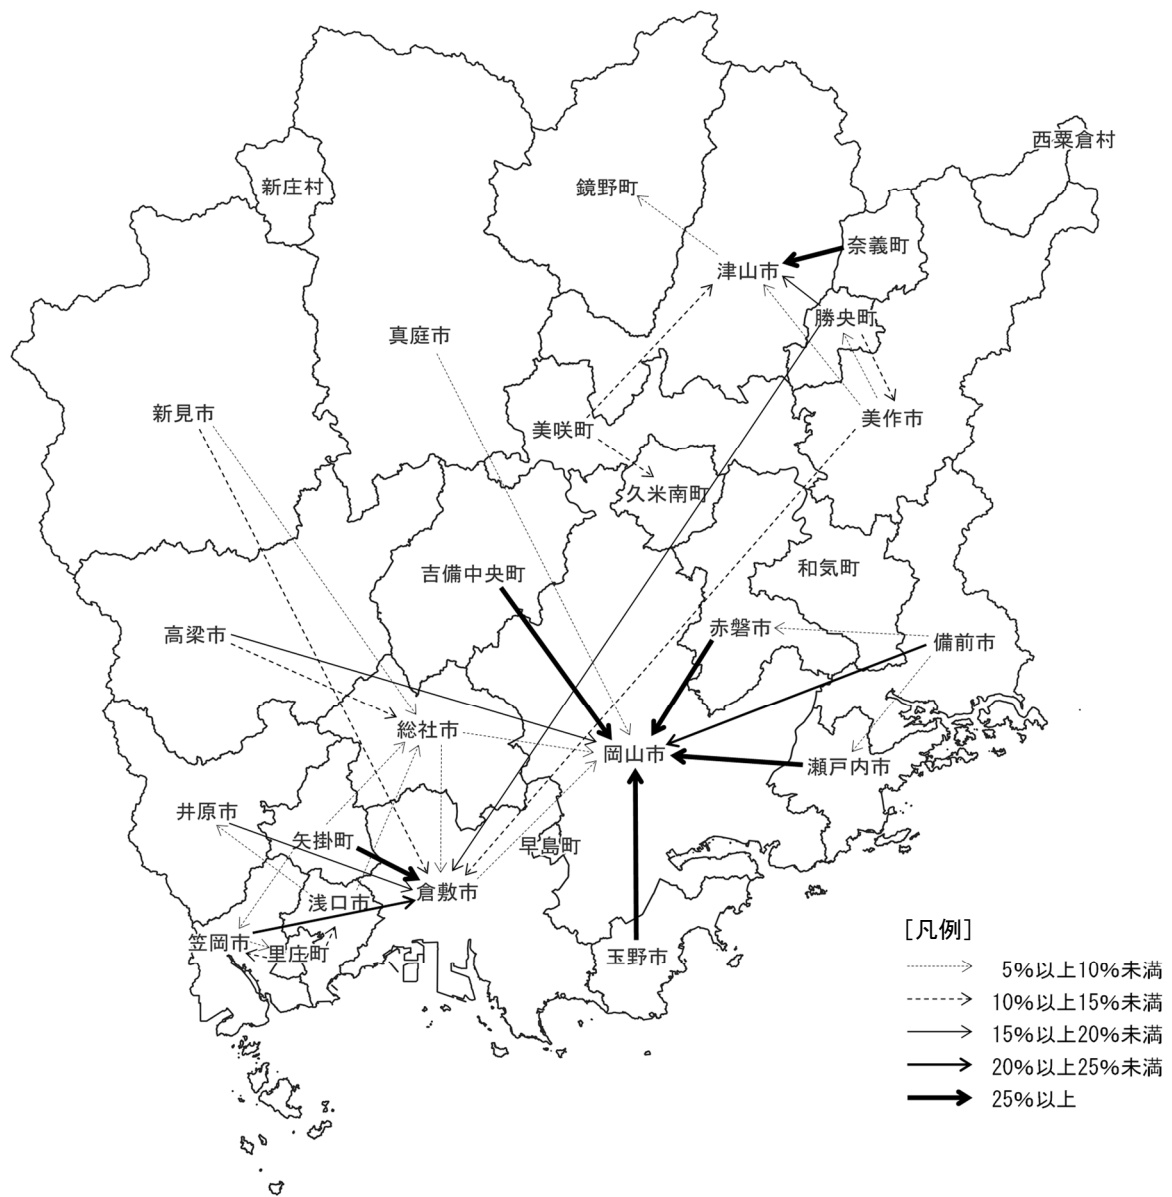 西粟倉村
新庄村
鏡野町
奈義町
津山市
勝央町
真庭市
新見市
美咲町
美作市
久米南町
吉備中央町
和気町
高梁市
赤磐市
備前市
総社市
岡山市
瀬戸内市
井原市
矢掛町
早島町
倉敷市
浅口市
笠岡市
里庄町
玉野市
[凡例]
5%以上10%未満
10%以上15%未満
15%以上20%未満
20%以上25%未満
25%以上